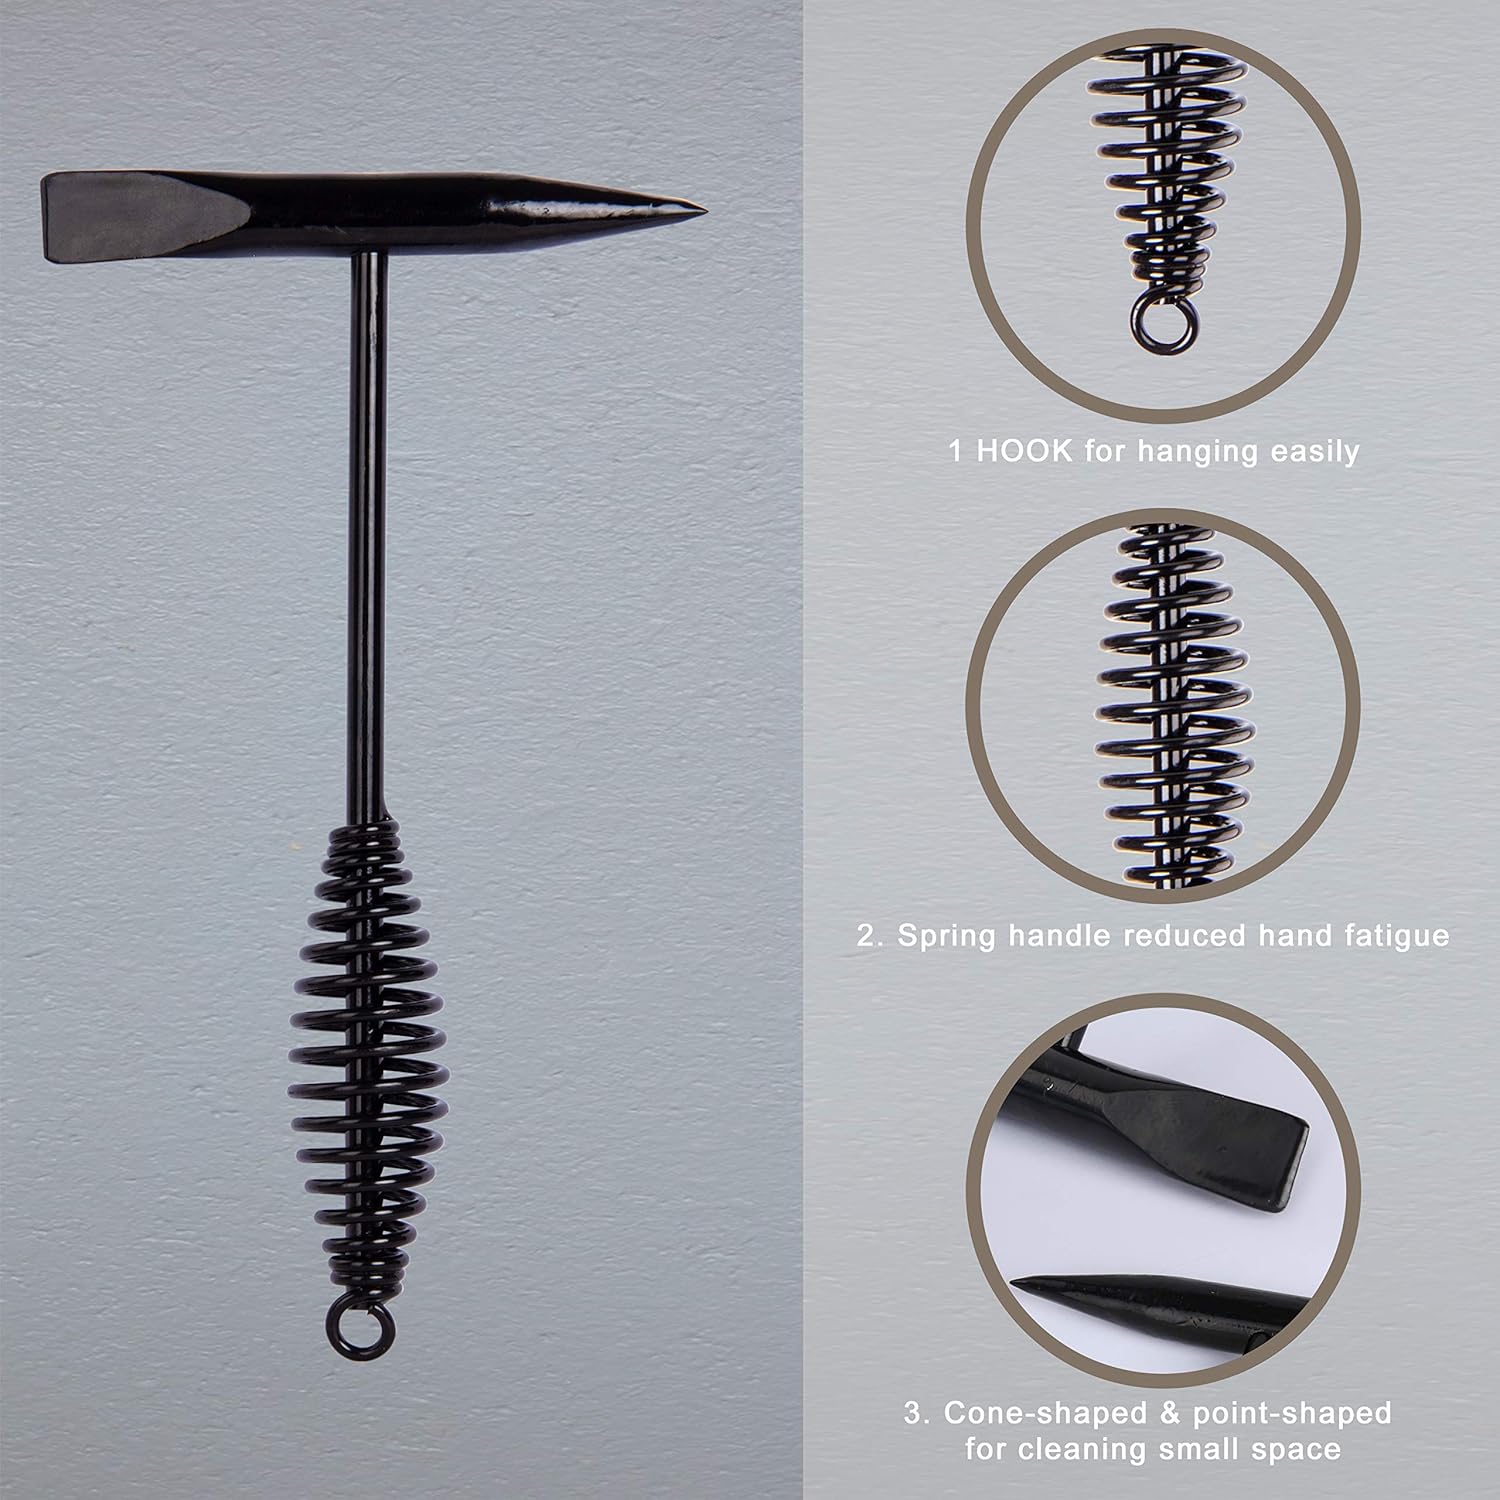 1 HOOK for hanging easily
2. Spring handle reduced hand fatigue
3. Cone-shaped & point-shaped
for cleaning small space